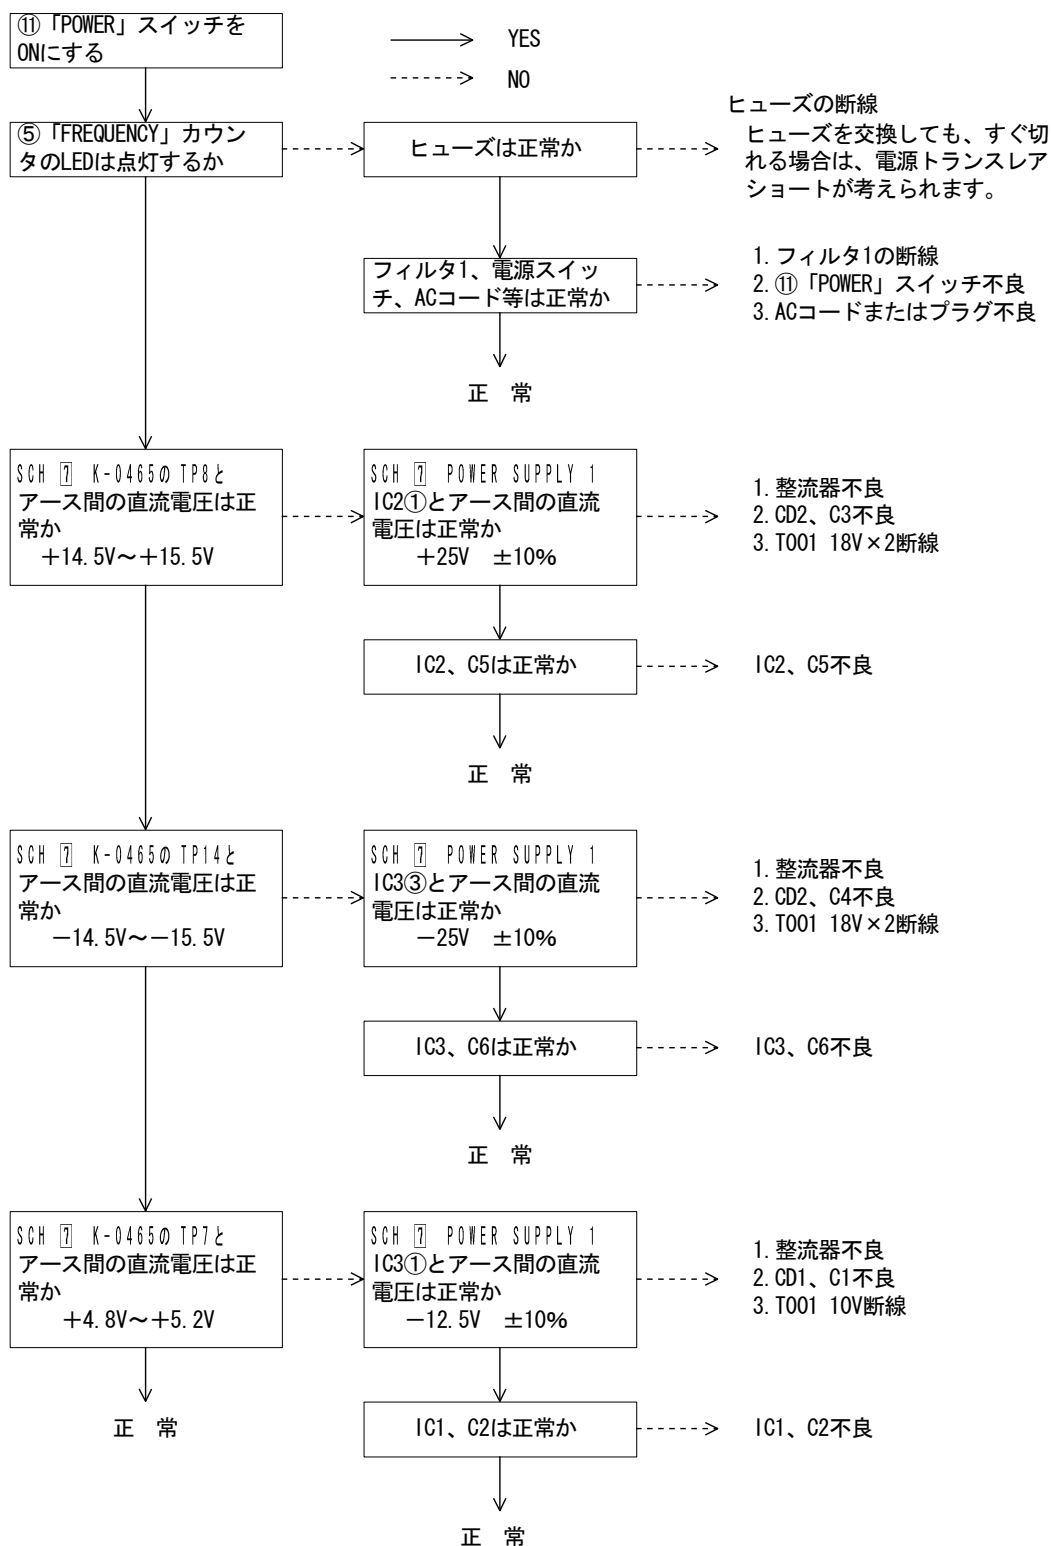 ⑪「POWER」スイッチを
ONにする
YES
NO
⑤「FREQUENCY」カウン
タのLEDは点灯するか
ヒューズは正常か
ヒューズの断線
ヒューズを交換しても、すぐ切
れる場合は、電源トランスレア
ショートが考えられます。
フィルタ1、電源スイッ
チ、ACコード等は正常か
1. フィルタ1の断線
2. ⑪「POWER」スイッチ不良
3. ACコードまたはプラグ不良
正 常
SCH 7 K-0465の TP8と
アース間の直流電圧は正
常か
+14.5V～+15.5V
SCH 7 POWER SUPPLY 1
IC2①とアース間の直流
電圧は正常か
+25V ±10%
1. 整流器不良
2. CD2、C3不良
3. T001 18V×2断線
IC2、C5は正常か
IC2、C5不良
正 常
SCH 7 K-0465の TP14と
アース間の直流電圧は正
常か
－14.5V～－15.5V
SCH 7 POWER SUPPLY 1
IC3③とアース間の直流
電圧は正常か
－25V ±10%
1. 整流器不良
2. CD2、C4不良
3. T001 18V×2断線
IC3、C6は正常か
IC3、C6不良
正 常
SCH 7 K-0465の TP7と
アース間の直流電圧は正
常か
+4.8V～+5.2V
SCH 7 POWER SUPPLY 1
IC3①とアース間の直流
電圧は正常か
－12.5V ±10%
1. 整流器不良
2. CD1、C1不良
3. T001 10V断線
正 常
IC1、C2は正常か
IC1、C2不良
正 常